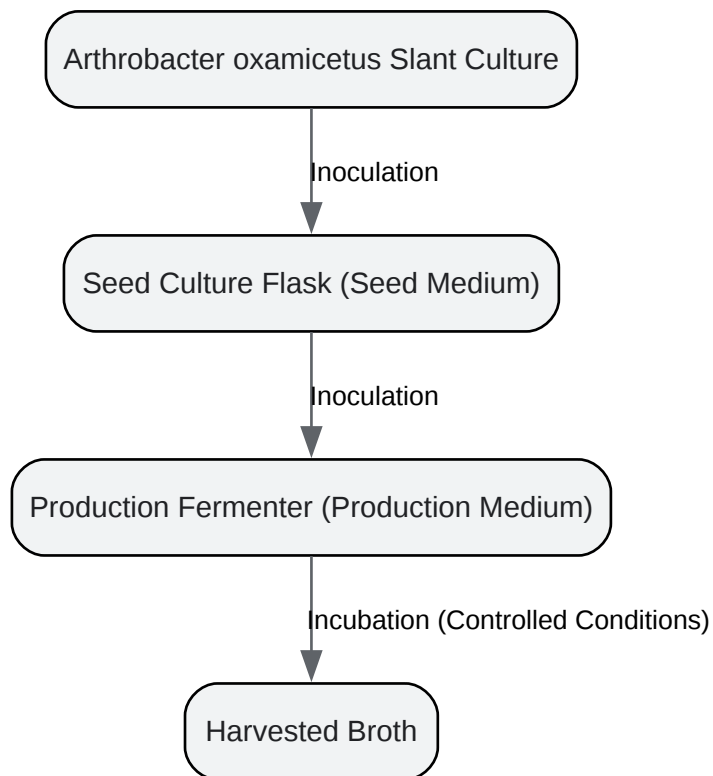 Arthrobacter oxamicetus Slant Culture
Inoculation
Seed Culture Flask (Seed Medium)
Inoculation
Production Fermenter (Production Medium)
Incubation (Controlled Conditions)
Harvested Broth